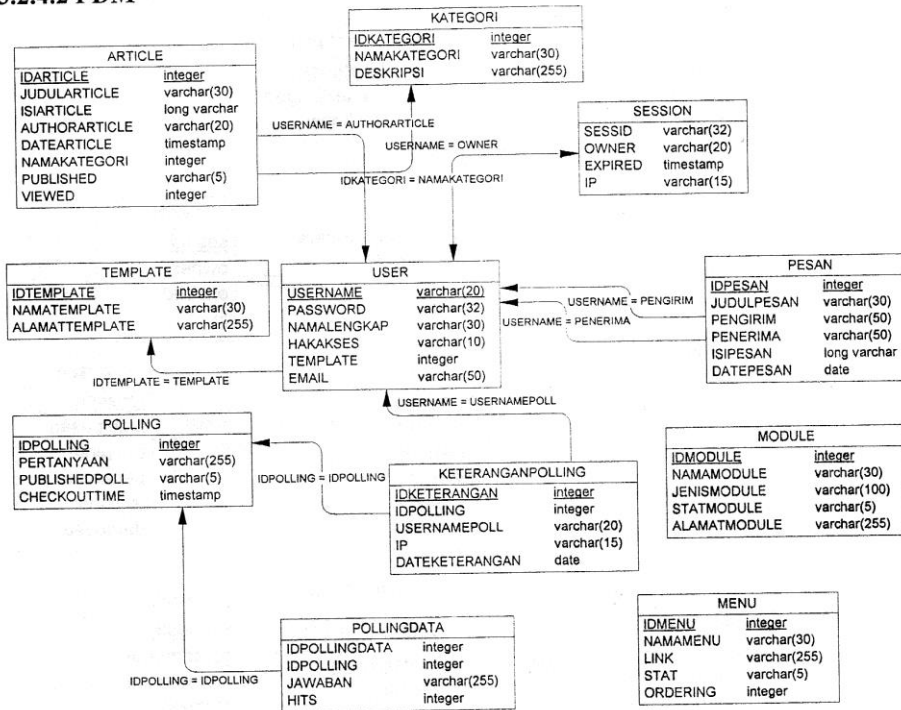 5.2.4.2 PDM
KATEGORI
IDKATEGORI integer
NAMAKATEGORI varchar(30)
DESKRIPSI varchar(255)
ARTICLE
IDARTICLE integer
JUDULARTICLE varchar(30)
ISIARTICLE long varchar
AUTHORARTICLE varchar(20)
DATEARTICLE timestamp
NAMAKATEGORI integer
PUBLISHED varchar(5)
VIEWED integer
USERNAME = AUTHORARTICLE
USERNAME = OWNER
IDKATEGORI = NAMAKATEGORI
SESSION
SESSID varchar(32)
OWNER varchar(20)
EXPIRED timestamp
IP varchar(15)
TEMPLATE
IDTEMPLATE integer
NAMATEMPLATE varchar(30)
ALAMATTEMPLATE varchar(255)
IDTEMPLATE = TEMPLATE
USER
USERNAME varchar(20)
PASSWORD varchar(32)
NAMALENGKAP varchar(30)
HAKAKSES varchar(10)
TEMPLATE integer
EMAIL varchar(50)
USERNAME = PENGIRIM
USERNAME = PENERIMA
PESAN
IDPESAN integer
JUDULPESAN varchar(30)
PENGIRIM varchar(50)
PENERIMA varchar(50)
ISIPESAN long varchar
DATEPESAN date
USERNAME = USERNAMEPOLL
POLLING
IDPOLLING integer
PERTANYAAN varchar(255)
PUBLISHEDPOLL varchar(5)
CHECKOUTTIME timestamp
IDPOLLING = IDPOLLING
KETERANGANPOLLING
IDKETERANGAN integer
IDPOLLING integer
USERNAMEPOLL varchar(20)
IP varchar(15)
DATEKETERANGAN date
MODULE
IDMODULE integer
NAMAMODULE varchar(30)
JENISMODULE varchar(100)
STATMODULE varchar(5)
ALAMATMODULE varchar(255)
POLLINGDATA
IDPOLLINGDATA integer
IDPOLLING integer
JAWABAN varchar(255)
HITS integer
IDPOLLING = IDPOLLING
MENU
IDMENU integer
NAMAMENU varchar(30)
LINK varchar(255)
STAT varchar(5)
ORDERING integer